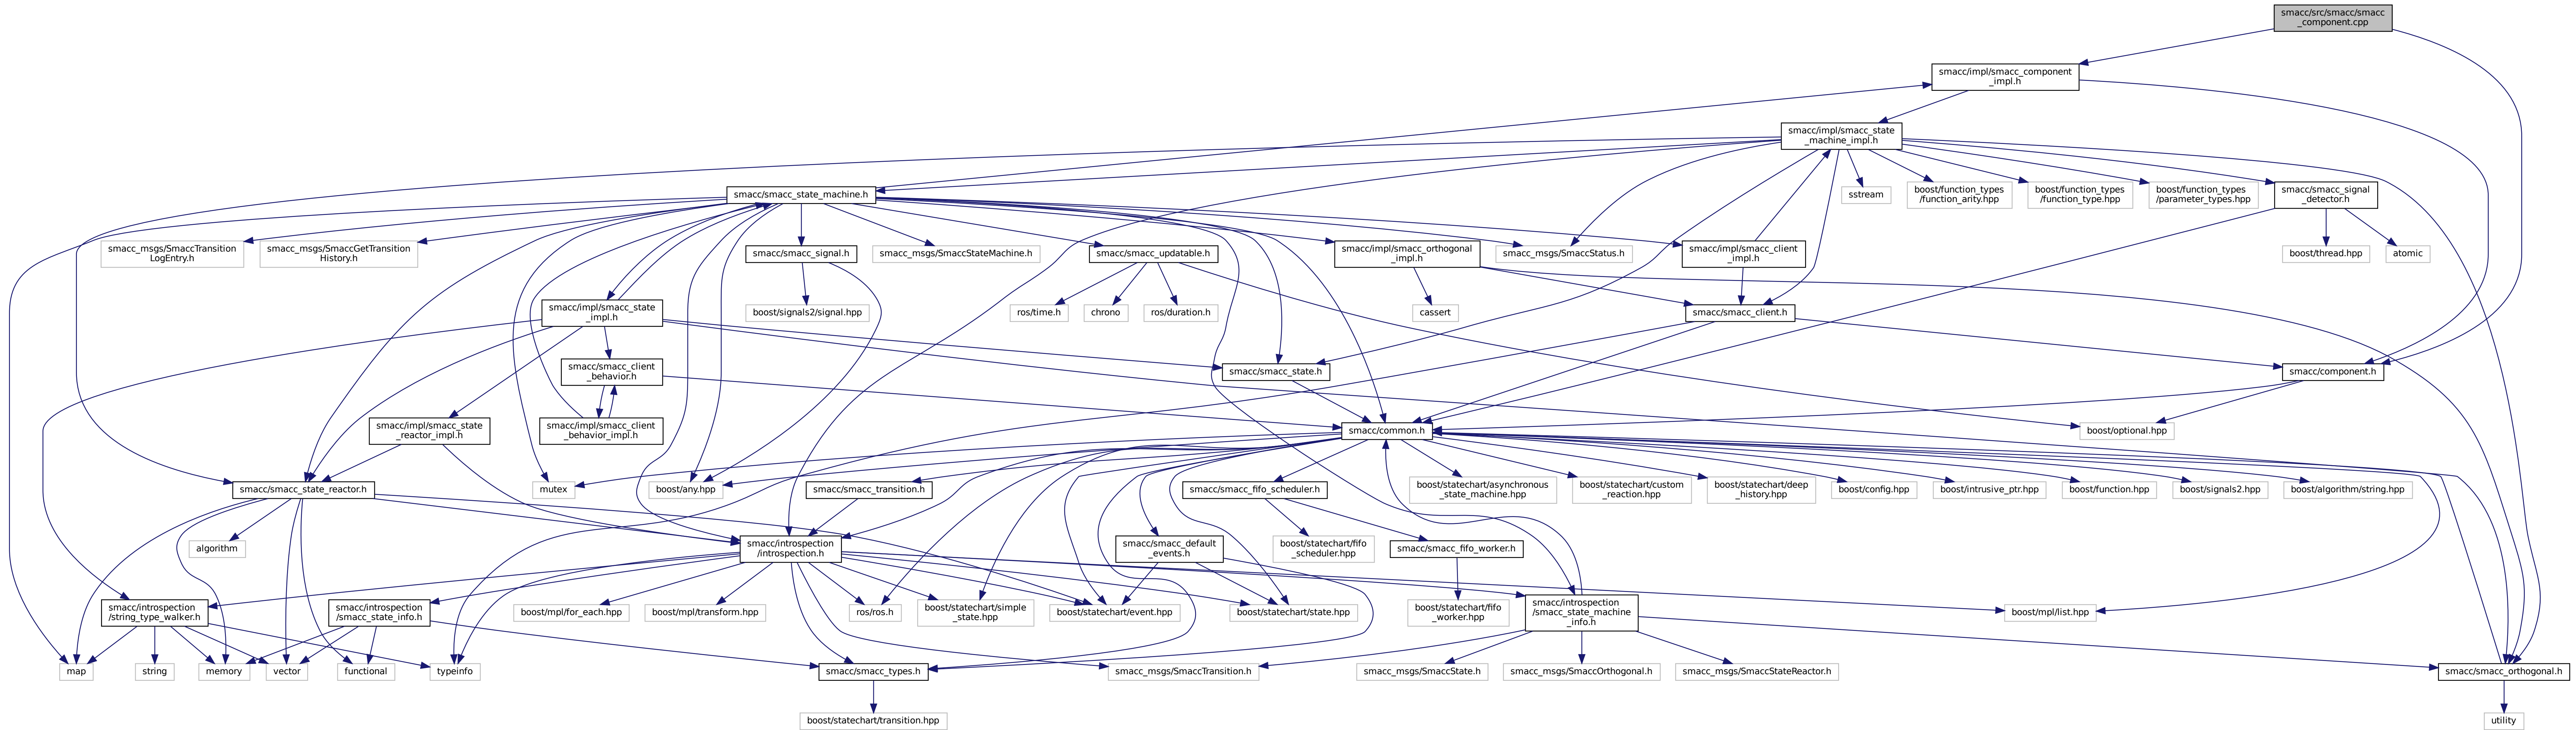 smacc/src/smacc/smacc
_component.cpp
smacc/impl/smacc_component
_impl.h
smacc/impl/smacc_state
_machine_impl.h
smacc/smacc_state_machine.h
sstream
boost/function_types
/function_arity.hpp
boost/function_types
/function_type.hpp
boost/function_types
/parameter_types.hpp
smacc/smacc_signal
_detector.h
smacc_msgs/SmaccTransition
LogEntry.h
smacc_msgs/SmaccGetTransition
History.h
smacc/smacc_signal.h
smacc_msgs/SmaccStateMachine.h
smacc/smacc_updatable.h
smacc/impl/smacc_orthogonal
_impl.h
smacc_msgs/SmaccStatus.h
smacc/impl/smacc_client
_impl.h
boost/thread.hpp
atomic
smacc/impl/smacc_state
_impl.h
boost/signals2/signal.hpp
ros/time.h
chrono
ros/duration.h
cassert
smacc/smacc_client.h
smacc/smacc_client
_behavior.h
smacc/smacc_state.h
smacc/component.h
smacc/impl/smacc_state
_reactor_impl.h
smacc/impl/smacc_client
_behavior_impl.h
smacc/common.h
boost/optional.hpp
smacc/smacc_state_reactor.h
mutex
boost/any.hpp
smacc/smacc_transition.h
smacc/smacc_fifo_scheduler.h
boost/statechart/asynchronous
_state_machine.hpp
boost/statechart/custom
_reaction.hpp
boost/statechart/deep
_history.hpp
boost/config.hpp
boost/intrusive_ptr.hpp
boost/function.hpp
boost/signals2.hpp
boost/algorithm/string.hpp
algorithm
smacc/introspection
/introspection.h
smacc/smacc_default
_events.h
boost/statechart/fifo
_scheduler.hpp
smacc/smacc_fifo_worker.h
smacc/introspection
/string_type_walker.h
smacc/introspection
/smacc_state_info.h
boost/mpl/for_each.hpp
boost/mpl/transform.hpp
ros/ros.h
boost/statechart/simple
_state.hpp
boost/statechart/event.hpp
boost/statechart/state.hpp
boost/statechart/fifo
_worker.hpp
smacc/introspection
/smacc_state_machine
_info.h
boost/mpl/list.hpp
map
string
memory
vector
functional
typeinfo
smacc/smacc_types.h
smacc_msgs/SmaccTransition.h
smacc_msgs/SmaccState.h
smacc_msgs/SmaccOrthogonal.h
smacc_msgs/SmaccStateReactor.h
smacc/smacc_orthogonal.h
boost/statechart/transition.hpp
utility